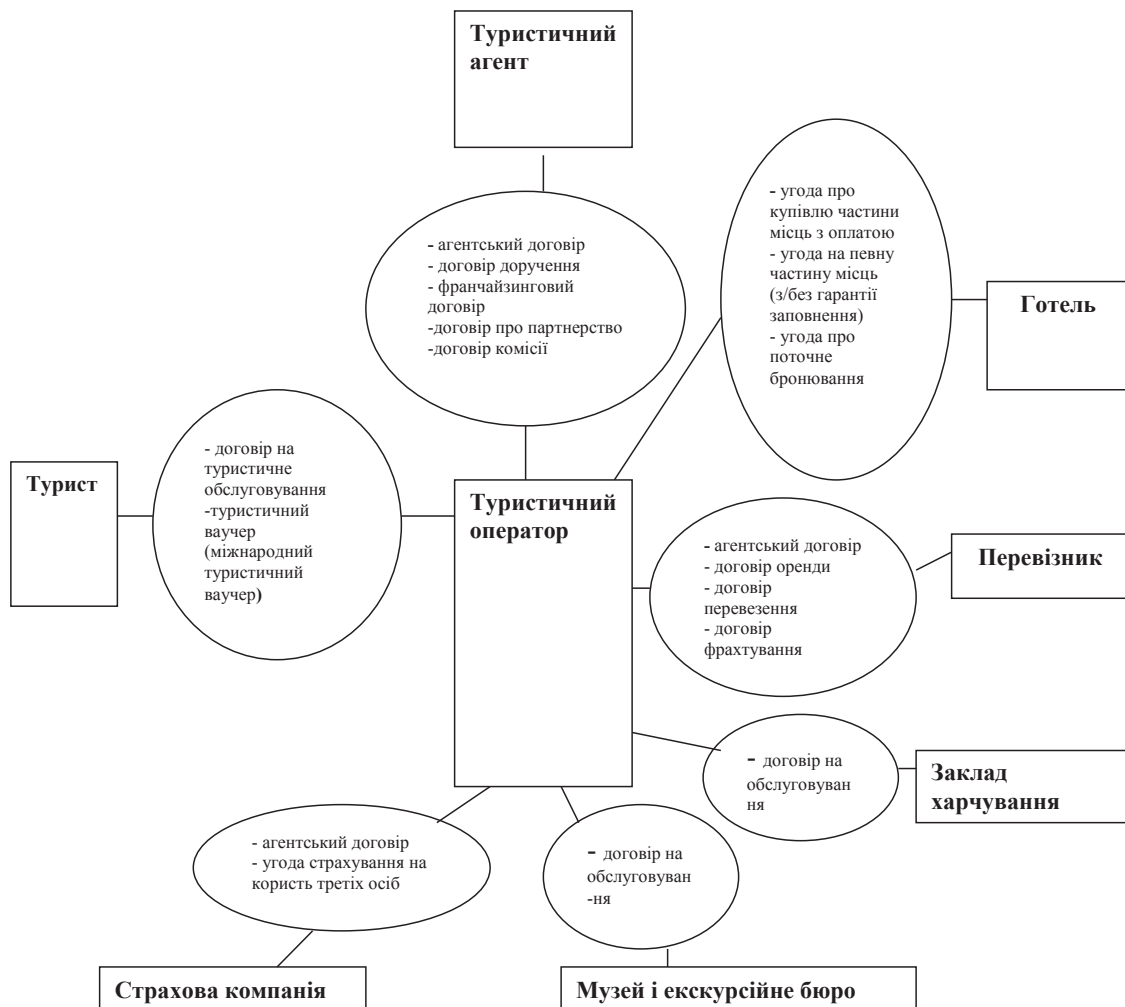 Туристичний
агент
- агентський договір
- договір доручення
- франчайзинговий
договір
-договір про партнерство
-договір комісії
- угода про
купівлю частини
місць з оплатою
- угода на певну
частину місць
(з/без гарантії
заповнення)
- угода про
поточне
бронювання
Готель
Турист
- договір на
туристичне
обслуговування
-туристичний
ваучер
(міжнародний
туристичний
ваучер)
Туристичний
оператор
- агентський договір
- договір оренди
- договір
перевезення
- договір
фрахтування
Перевізник
- договір на
обслуговуван
ня
Заклад
харчування
- агентський договір
- угода страхування на
користь третіх осіб
- договір на
обслуговуван
-ня
Страхова компанія
Музей і екскурсійне бюро